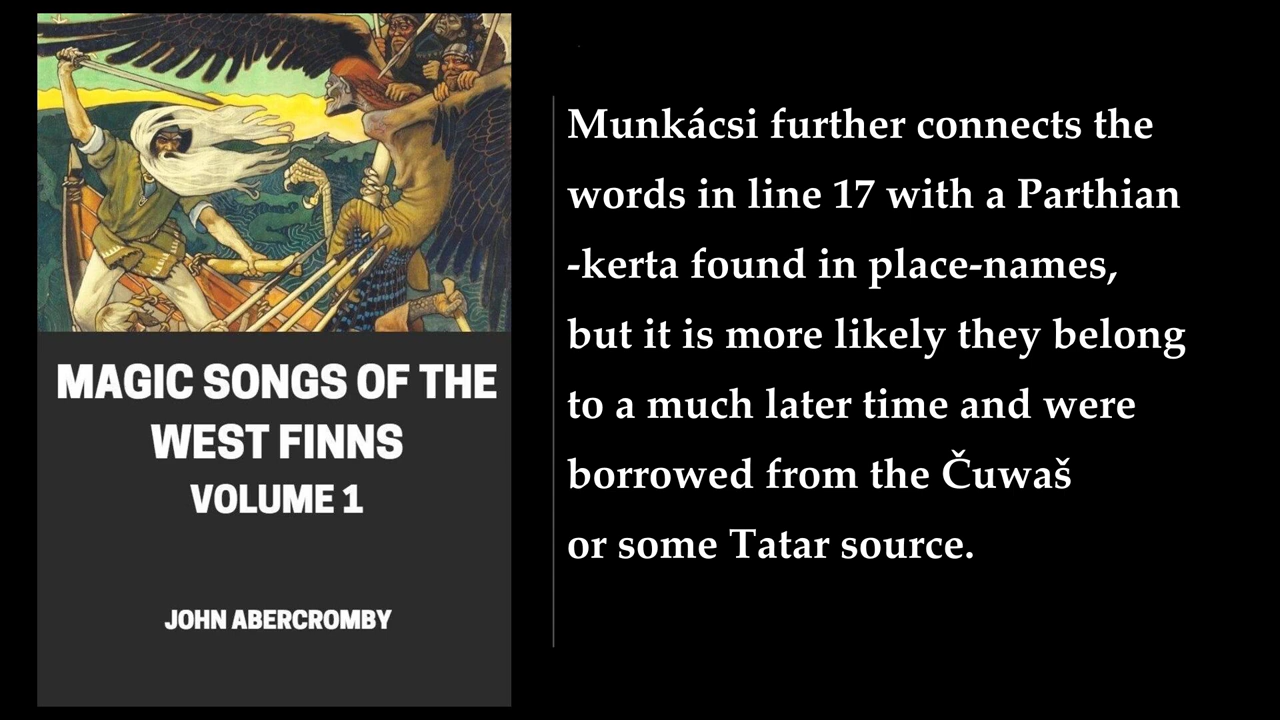 MAGIC SONGS OF THE
WEST FINNS
VOLUME 1
JOHN ABERCROMBY
Munkácsi further connects the
words in line 17 with a Parthian
-kerta found in place-names,
but it is more likely they belong
to a much later time and were
borrowed from the Čuwaš
or some Tatar source.